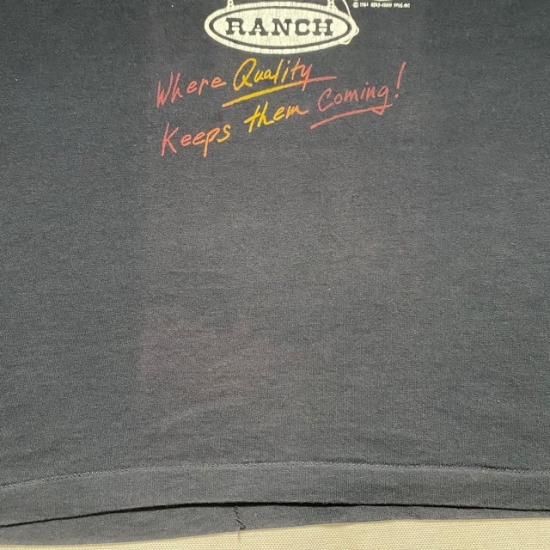 RANCH
Where Quality
Keeps them Coming!